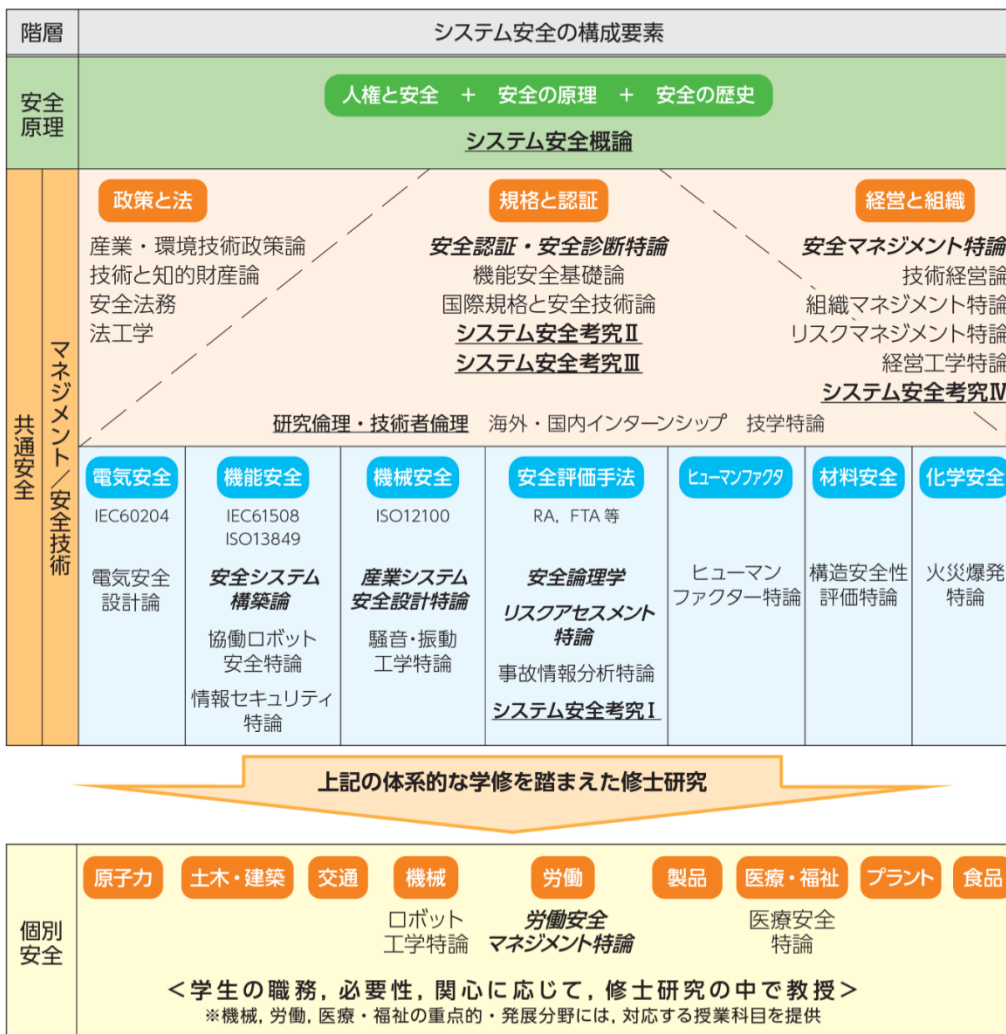 階層
システム安全の構成要素
安全
原理
人権と安全 + 安全の原理 + 安全の歴史
システム安全概論
共通安全
マネジメント/安全技術
政策と法
産業・環境技術政策論
技術と知的財産論
安全法務
法工学
規格と認証
安全認証・安全診断特論
機能安全基礎論
国際規格と安全技術論
システム安全考究Ⅱ
システム安全考究Ⅲ
経営と組織
安全マネジメント特論
技術経営論
組織マネジメント特論
リスクマネジメント特論
経営工学特論
システム安全考究Ⅳ
研究倫理・技術者倫理 海外・国内インターンシップ 技学特論
電気安全
IEC60204
電気安全
設計論
機能安全
IEC61508
ISO13849
安全システム
構築論
協働ロボット
安全特論
情報セキュリティ
特論
機械安全
ISO12100
産業システム
安全設計特論
騒音・振動
工学特論
安全評価手法
RA, FTA 等
安全論理学
リスクアセスメント
特論
事故情報分析特論
システム安全考究Ⅰ
ヒューマンファクタ
ヒューマン
ファクター特論
材料安全
構造安全性
評価特論
化学安全
火災爆発
特論
上記の体系的な学修を踏まえた修士研究
個別
安全
原子力
土木・建築
交通
機械
ロボット
工学特論
労働
労働安全
マネジメント特論
製品
医療・福祉
医療安全
特論
プラント
食品
<学生の職務, 必要性, 関心に応じて, 修士研究の中で教授>
※機械, 労働, 医療・福祉の重点的・発展分野には, 対応する授業科目を提供